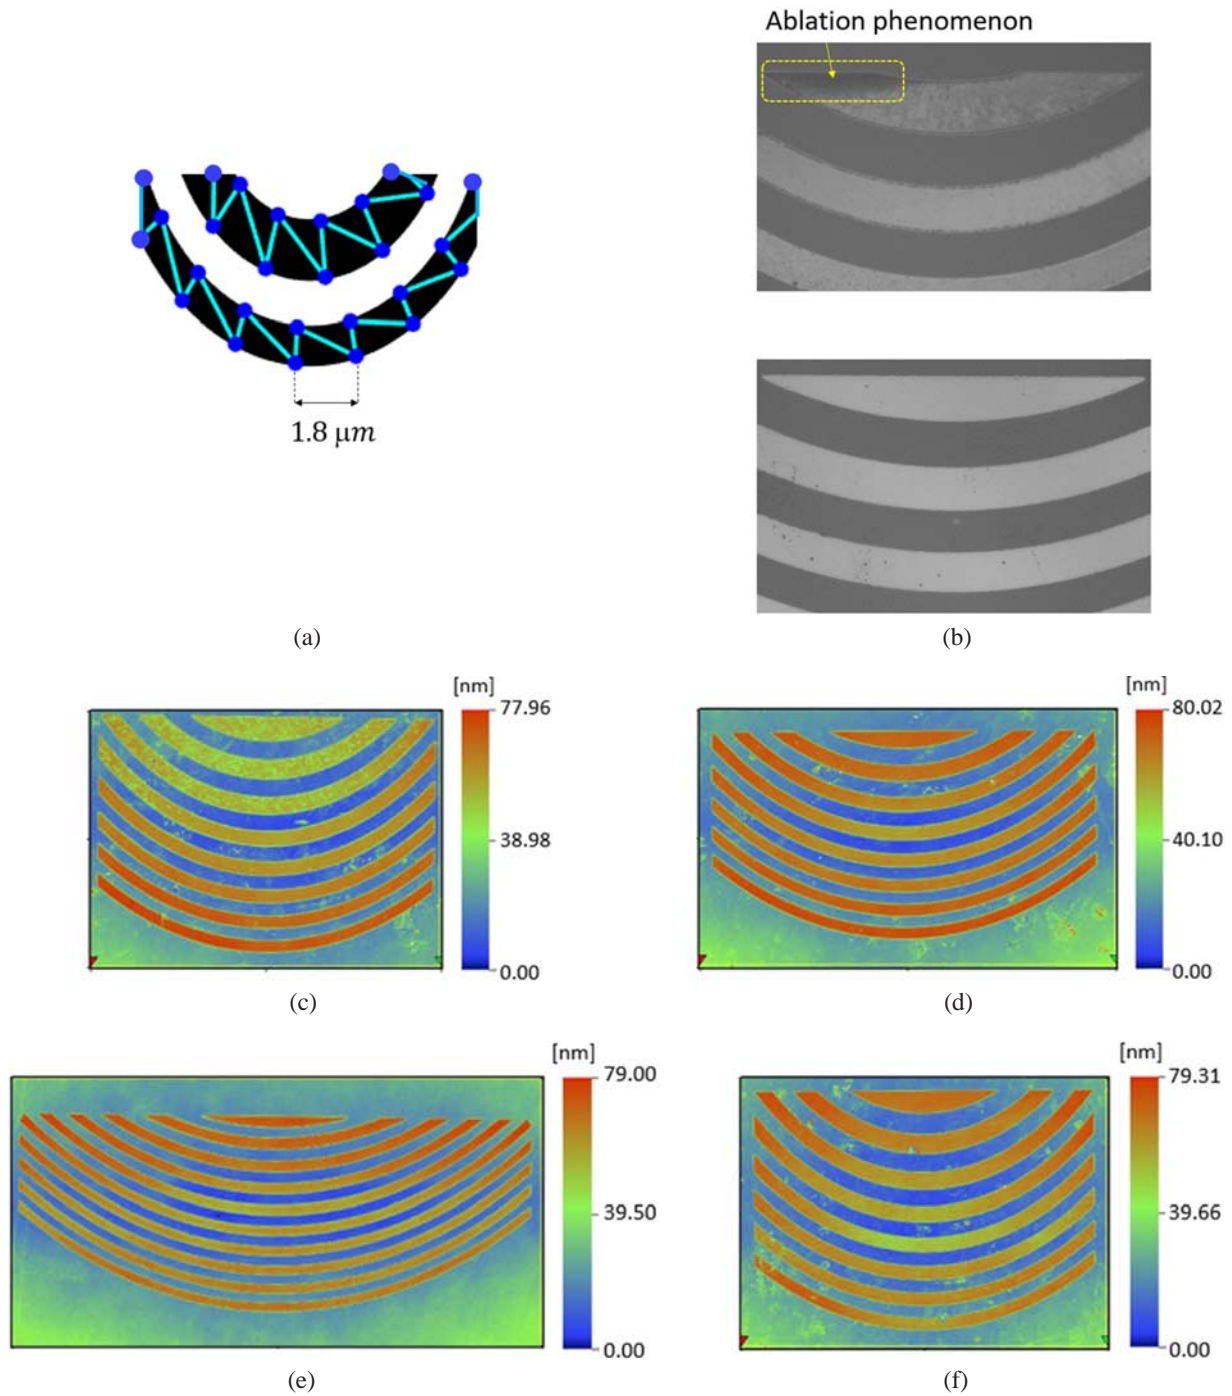 Ablation phenomenon
1.8 μm
(a)
(b)
[nm]
77.96
38.98
0.00
(c)
[nm]
80.02
40.10
0.00
(d)
[nm]
79.00
39.50
0.00
(e)
[nm]
79.31
39.66
0.00
(f)